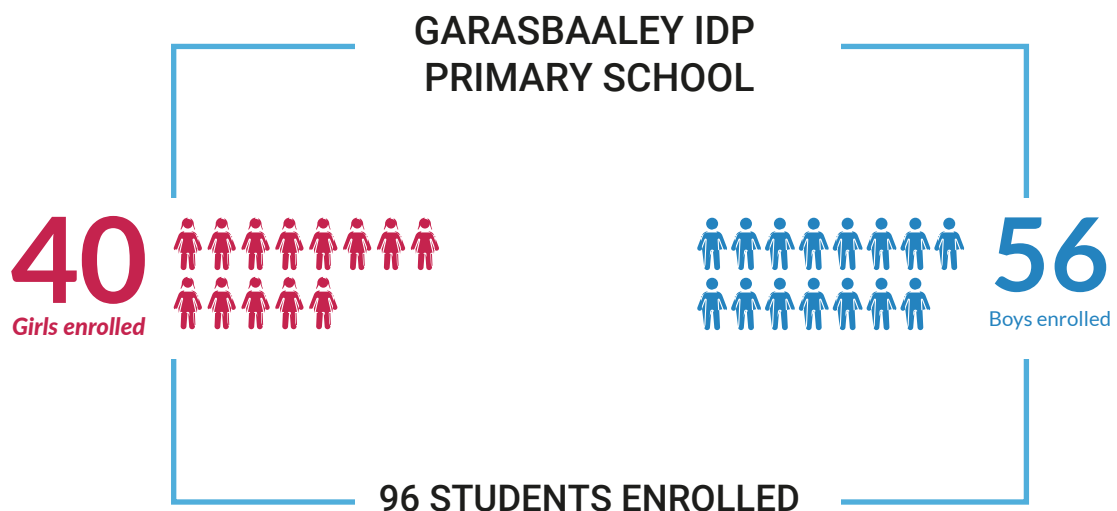 GARASBAALEY IDP
PRIMARY SCHOOL
40
Girls enrolled
56
Boys enrolled
96 STUDENTS ENROLLED